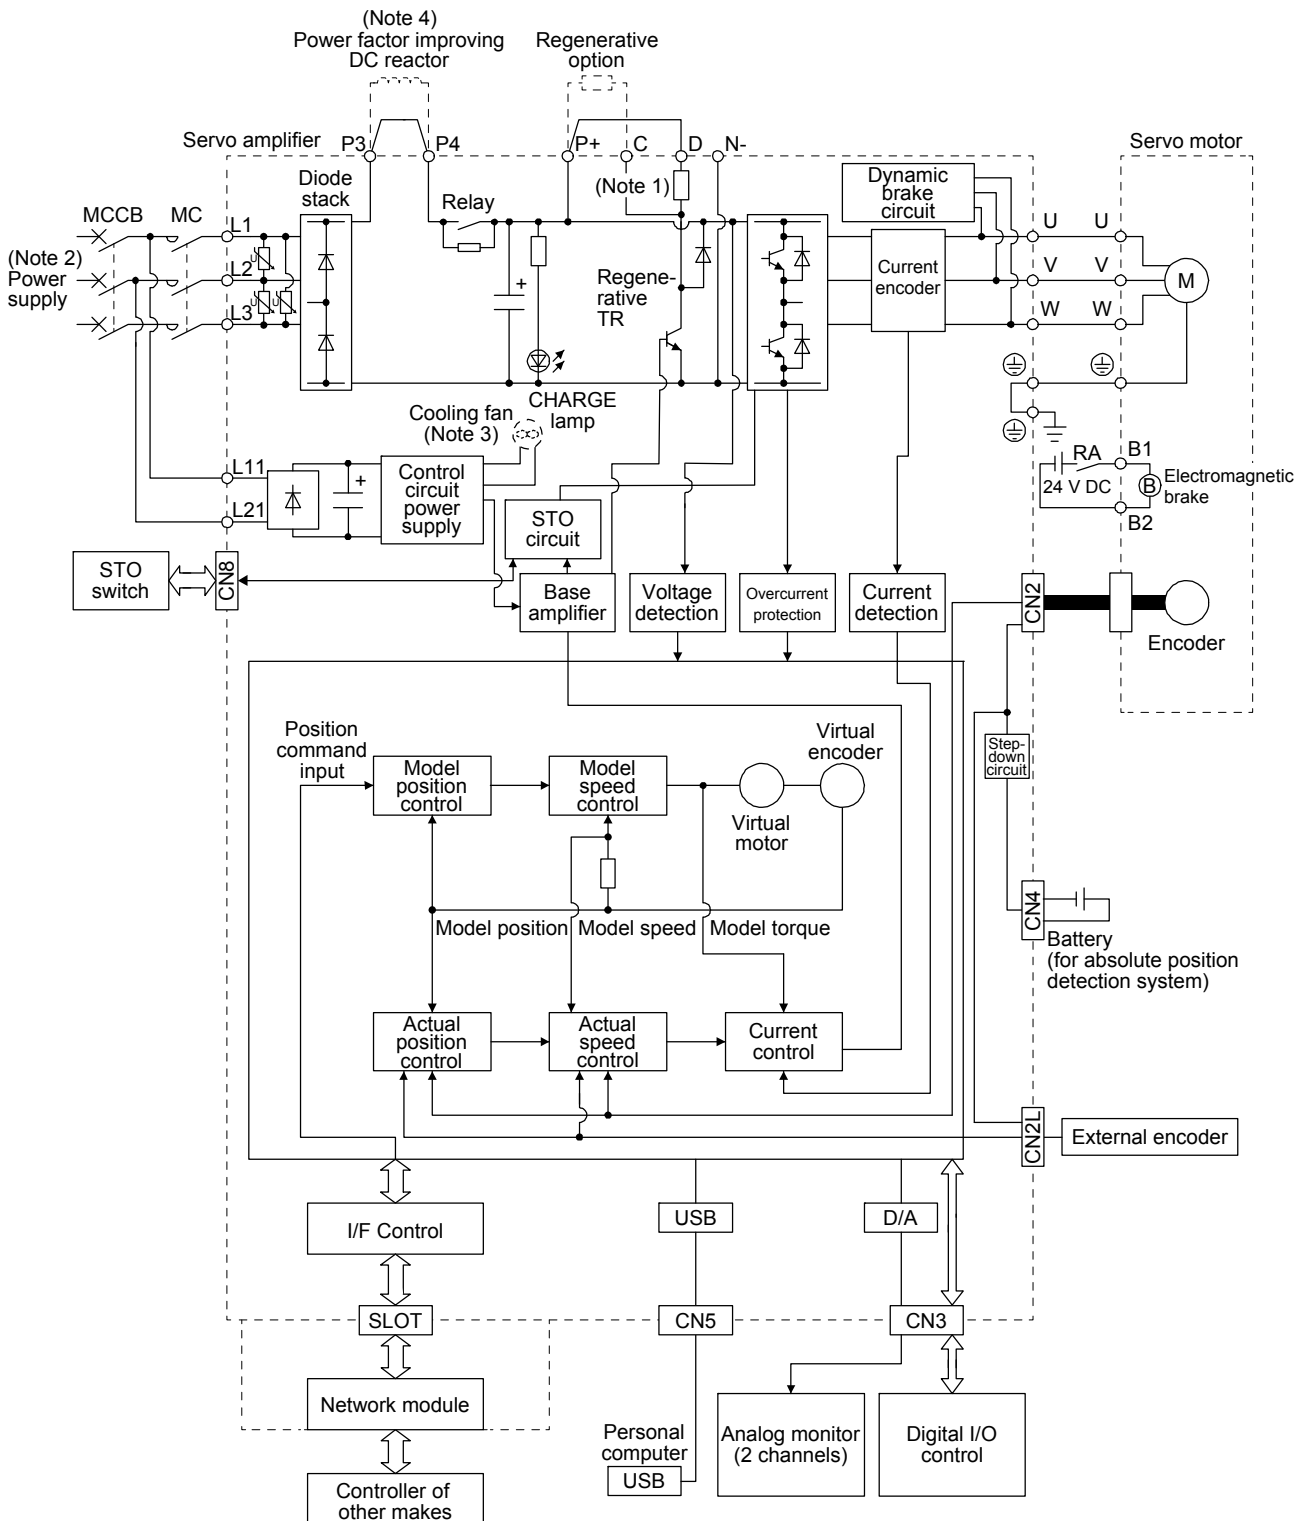 (Note 4)
Power factor improving
DC reactor
Regenerative
option
Servo amplifier
P3
P4
P+
C
D
N-
Servo motor
Diode
stack
(Note 1)
Dynamic
brake
circuit
MCCB
MC
L1
Relay
U
U
(Note 2)
Power
supply
L2
U
+
Regene-
rative
TR
Current
encoder
V
V
M
L3
U
U
W
W
CHARGE
lamp
Cooling fan
(Note 3)
L11
+
Control
circuit
power
supply
L21
STO
circuit
RA
24 V DC
B1
B
Electromagnetic
brake
B2
STO
switch
CN8
Base
amplifier
Voltage
detection
Overcurrent
protection
Current
detection
CN2
Encoder
Position
command
input
Model
position
control
Model
speed
control
Virtual
motor
Virtual
encoder
Step-
down
circuit
Model position
Model speed
Model torque
CN4
Battery
(for absolute position
detection system)
Actual
position
control
Actual
speed
control
Current
control
CN2L
External encoder
I/F Control
USB
D/A
SLOT
CN5
CN3
Network module
Personal
computer
USB
Analog monitor
(2 channels)
Digital I/O
control
Controller of
other makes